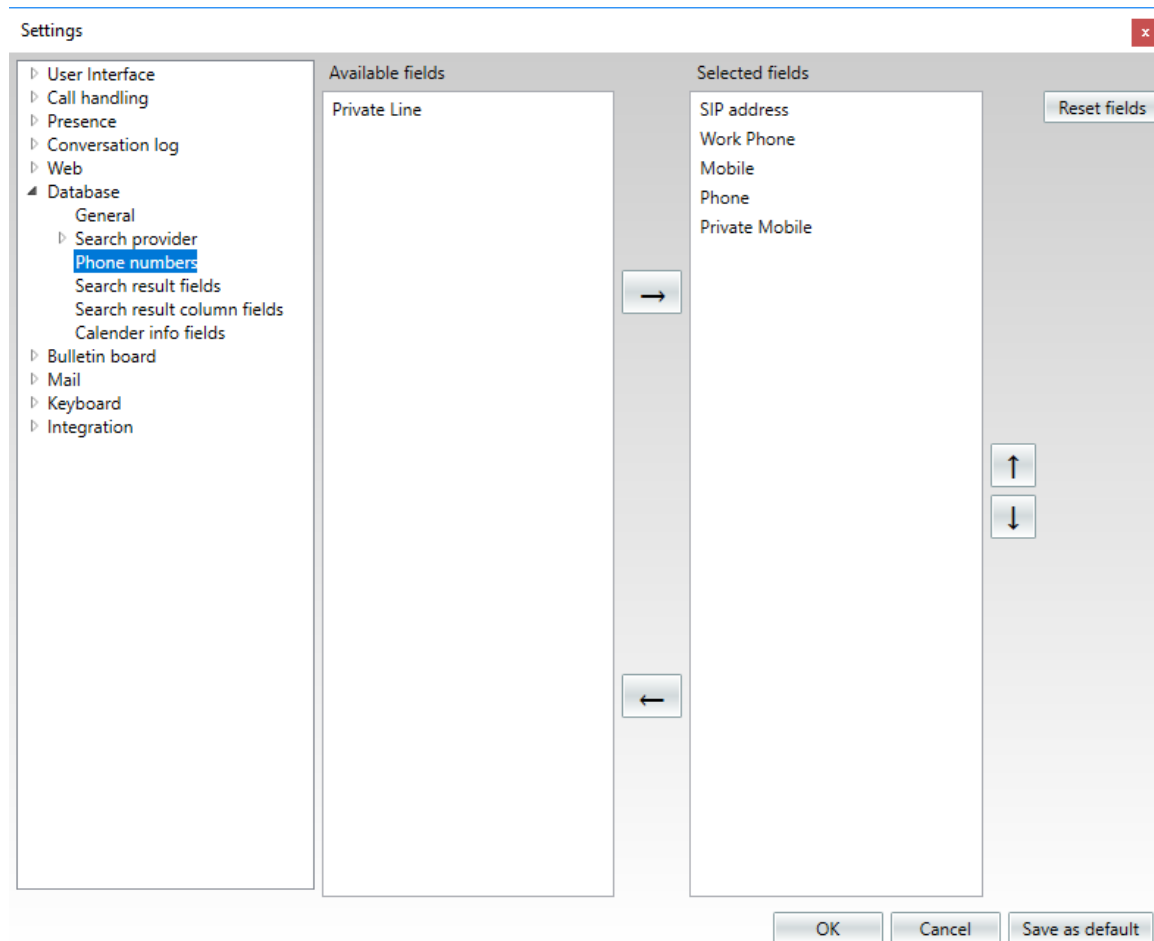 Settings
x
User Interface
Call handling
Presence
Conversation log
Web
Database
General
Search provider
Phone numbers
Search result fields
Search result column fields
Calender info fields
Bulletin board
Mail
Keyboard
Integration
Available fields
Private Line
→
←
Selected fields
SIP address
Work Phone
Mobile
Phone
Private Mobile
↑
↓
Reset fields
OK
Cancel
Save as default